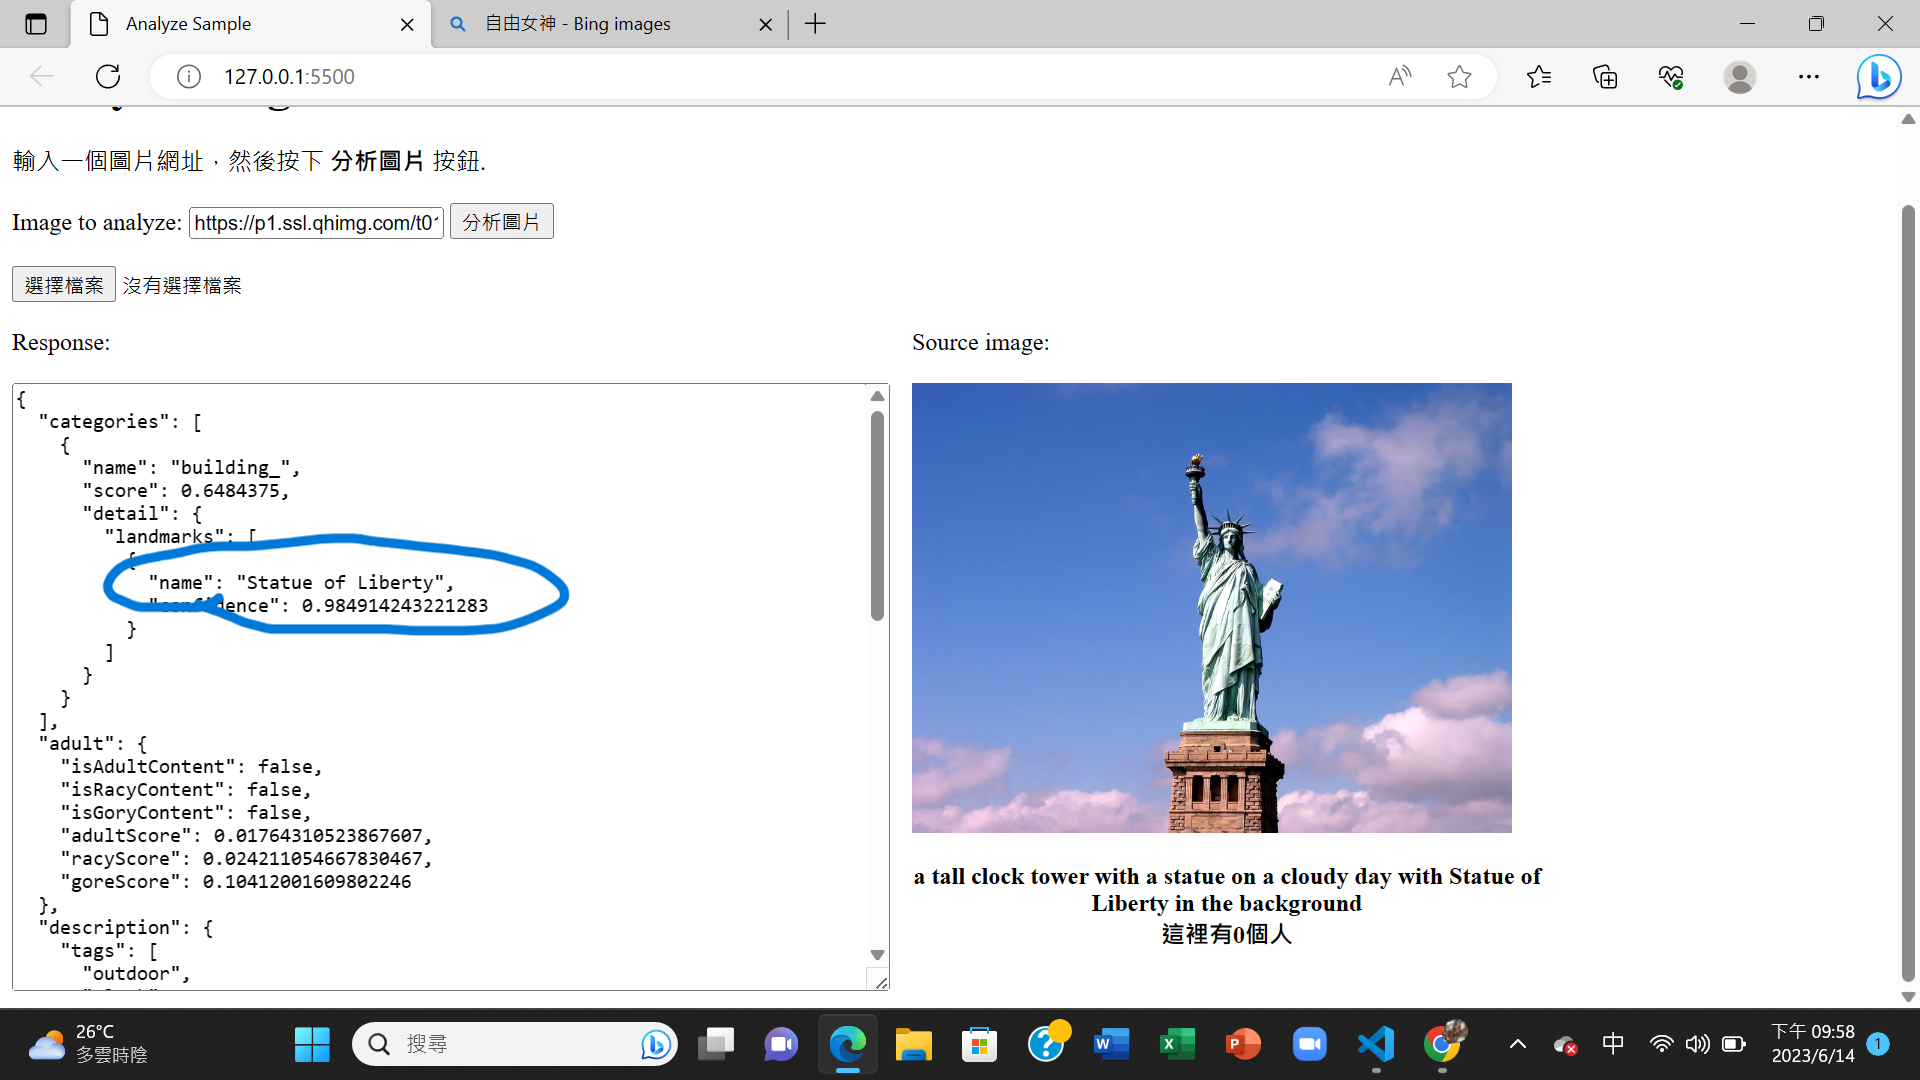 Analyze Sample
自由女神 - Bing images
127.0.0.1:5500
輸入一個圖片網址，然後按下 分析圖片 按鈕.
Image to analyze: https://p1.ssl.qhimg.com/t01 分析圖片
選擇檔案 沒有選擇檔案
Response:
{
"categories": [
{
"name": "building_",
"score": 0.6484375,
"detail": {
"landmarks": [
{
"name": "Statue of Liberty",
"confidence": 0.984914243221283
}
]
}
}
],
"adult": {
"isAdultContent": false,
"isRacyContent": false,
"isGoryContent": false,
"adultScore": 0.01764310523867607,
"racyScore": 0.024211054667830467,
"goreScore": 0.10412001609802246
},
"description": {
"tags": [
"outdoor",
Source image:
a tall clock tower with a statue on a cloudy day with Statue of
Liberty in the background
這裡有0個人
26°C
多雲時陰
搜尋
中
下午 09:58
2023/6/14
1